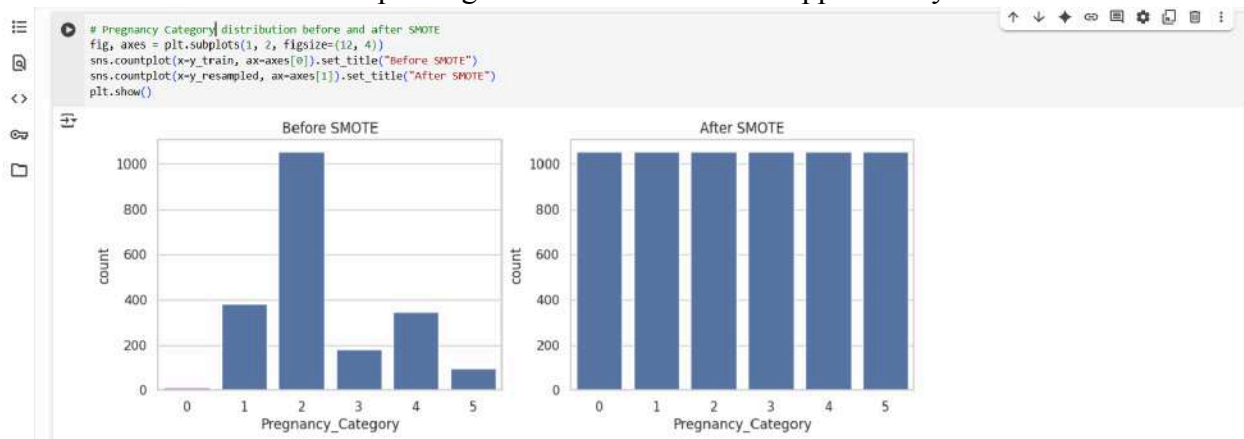 # Pregnancy Category distribution before and after SMOTE
fig, axes = plt.subplots(1, 2, figsize=(12, 4))
sns.countplot(x=y_train, ax=axes[0]).set_title("Before SMOTE")
sns.countplot(x=y_resampled, ax=axes[1]).set_title("After SMOTE")
plt.show()
Before SMOTE
After SMOTE
count
1000
800
600
400
200
0
0 1 2 3 4 5
Pregnancy_Category
count
1000
800
600
400
200
0
0 1 2 3 4 5
Pregnancy_Category